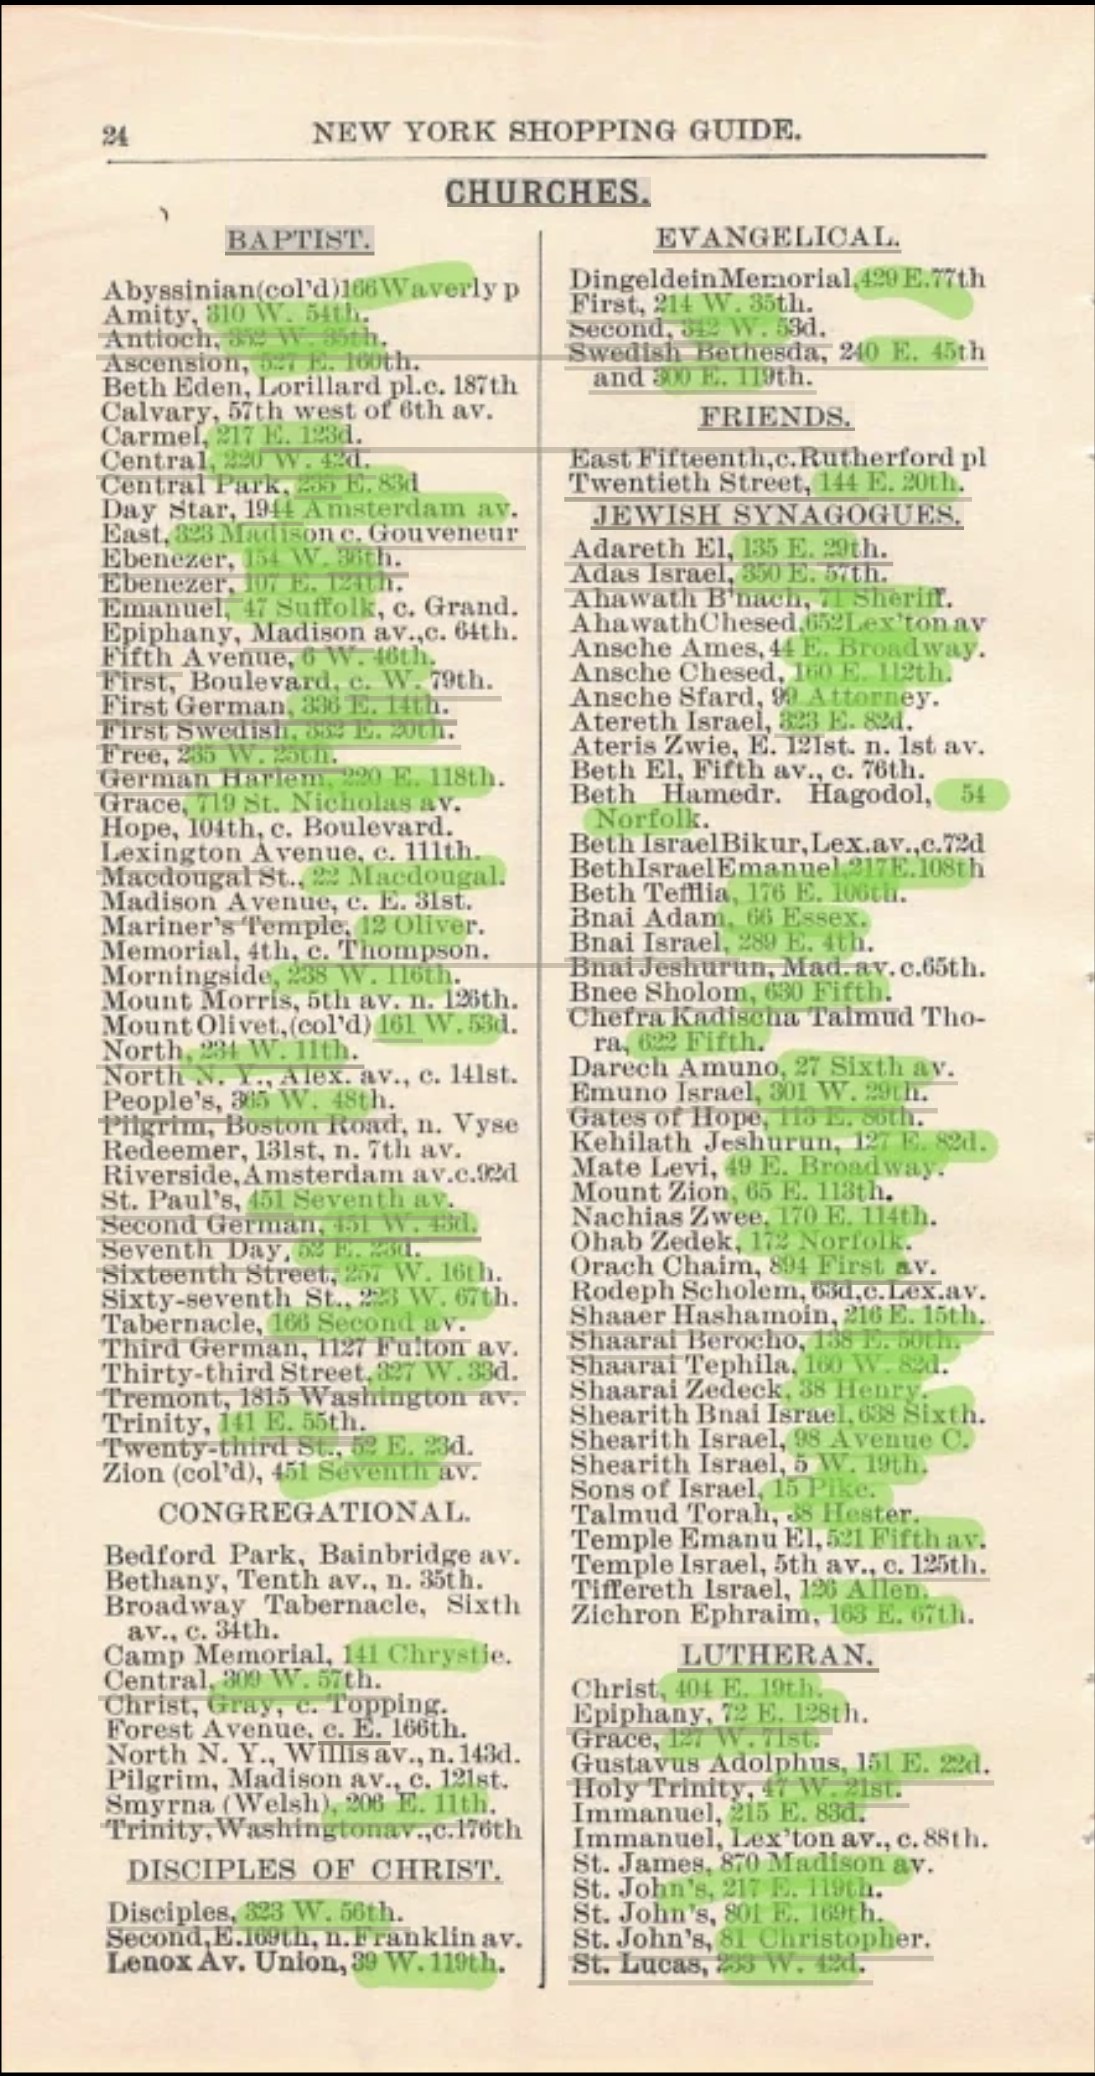 24
NEW YORK SHOPPING GUIDE.
CHURCHES.
BAPTIST.
Abyssinian(col'd)166Waverly p
Amity, 310 W. 54th.
Antioch, 352 W. 35th.
Ascension, 527 E. 160th.
Beth Eden, Lorillard pl.c. 187th
Calvary, 57th west of 6th av.
Carmel, 217 E. 123d.
Central, 220 W. 42d.
Central Park, 235 E. 83d
Day Star, 1944 Amsterdam av.
East, 323 Madison c. Gouveneur
Ebenezer, 154 W. 36th.
Ebenezer, 107 E. 124th.
Emanuel, 47 Suffolk, c. Grand.
Epiphany, Madison av.,c. 64th.
Fifth Avenue, 6 W. 46th.
First, Boulevard, c. W. 79th.
First German, 336 E. 14th.
First Swedish, 332 E. 20th.
Free, 235 W. 25th.
German Harlem, 220 E. 118th.
Grace, 719 St. Nicholas av.
Hope, 104th, c. Boulevard.
Lexington Avenue, c. 111th.
Macdougal St., 22 Macdougal.
Madison Avenue, c. E. 31st.
Mariner's Temple, 12 Oliver.
Memorial, 4th, c. Thompson.
Morningside, 238 W. 116th.
Mount Morris, 5th av. n. 126th.
Mount Olivet,(col'd) 161 W. 53d.
North, 234 W. 11th.
North N. Y., Alex. av., c. 141st.
People's, 365 W. 48th.
Pilgrim, Boston Road, n. Vyse
Redeemer, 131st, n. 7th av.
Riverside,Amsterdam av.c.92d
St. Paul's, 451 Seventh av.
Second German, 451 W. 43d.
Seventh Day, 52 E. 23d.
Sixteenth Street, 257 W. 16th.
Sixty-seventh St., 223 W. 67th.
Tabernacle, 166 Second av.
Third German, 1127 Fulton av.
Thirty-third Street, 327 W. 33d.
Tremont, 1815 Washington av.
Trinity, 141 E. 55th.
Twenty-third St., 52 E. 23d.
Zion (col'd), 451 Seventh av.
CONGREGATIONAL.
Bedford Park, Bainbridge av.
Bethany, Tenth av., n. 35th.
Broadway Tabernacle, Sixth
av., c. 34th.
Camp Memorial, 141 Chrystie.
Central, 309 W. 57th.
Christ, Gray, c. Topping.
Forest Avenue, c. E. 166th.
North N. Y., Willis av., n. 143d.
Pilgrim, Madison av., c. 121st.
Smyrna (Welsh), 206 E. 11th.
Trinity,Washingtonav.,c.176th
DISCIPLES OF CHRIST.
Disciples, 323 W. 56th.
Second,E.169th, n.Franklin av.
Lenox Av. Union, 39 W. 119th.
EVANGELICAL.
DingeldeinMemorial,429 E.77th
First, 214 W. 35th.
Second, 342 W. 53d.
Swedish Bethesda, 240 E. 45th
and 300 E. 119th.
FRIENDS.
East Fifteenth,c.Rutherford pl
Twentieth Street, 144 E. 20th.
JEWISH SYNAGOGUES.
Adareth El, 135 E. 29th.
Adas Israel, 350 E. 57th.
Ahawath B'nach, 71 Sheriff.
AhawathChesed,652Lex'ton av
Ansche Ames, 44 E. Broadway.
Ansche Chesed, 160 E. 112th.
Ansche Sfard, 99 Attorney.
Atereth Israel, 323 E. 82d.
Ateris Zwie, E. 121st. n. 1st av.
Beth El, Fifth av., c. 76th.
Beth Hamedr. Hagodol, 54
Norfolk.
Beth IsraelBikur,Lex.av.,c.72d
BethIsraelEmanuel,217E.108th
Beth Tefflia, 176 E. 106th.
Bnai Adam, 66 Essex.
Bnai Israel, 289 E. 4th.
Bnai Jeshurun, Mad. av. c.65th.
Bnee Sholom, 630 Fifth.
Chefra Kadischa Talmud Tho-
ra, 622 Fifth.
Darech Amuno, 27 Sixth av.
Emuno Israel, 301 W. 29th.
Gates of Hope, 113 E. 86th.
Kehilath Jeshurun, 127 E. 82d.
Mate Levi, 49 E. Broadway.
Mount Zion, 65 E. 113th.
Nachias Zwee, 170 E. 114th.
Ohab Zedek, 172 Norfolk.
Orach Chaim, 894 First av.
Rodeph Scholem, 63d,c.Lex.av.
Shaaer Hashamoin, 216 E. 15th.
Shaarai Berocho, 138 E. 50th.
Shaarai Tephila, 160 W. 82d.
Shaarai Zedeck, 38 Henry.
Shearith Bnai Israel, 638 Sixth.
Shearith Israel, 98 Avenue C.
Shearith Israel, 5 W. 19th.
Sons of Israel, 15 Pike.
Talmud Torah, 38 Hester.
Temple Emanu El, 521 Fifth av.
Temple Israel, 5th av., c. 125th.
Tiffereth Israel, 126 Allen.
Zichron Ephraim, 163 E. 67th.
LUTHERAN.
Christ, 404 E. 19th.
Epiphany, 72 E. 128th.
Grace, 127 W. 71st.
Gustavus Adolphus, 151 E. 22d.
Holy Trinity, 47 W. 21st.
Immanuel, 215 E. 83d.
Immanuel, Lex'ton av., c. 88th.
St. James, 870 Madison av.
St. John's, 217 E. 119th.
St. John's, 801 E. 169th.
St. John's, 81 Christopher.
St. Lucas, 233 W. 42d.